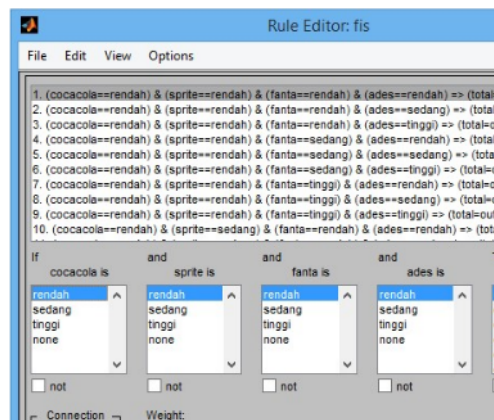 Rule Editor: fis
File Edit View Options
1. (cocacola==rendah) & (sprite==rendah) & (fanta==rendah) & (ades==rendah) => (total=
2. (cocacola==rendah) & (sprite==rendah) & (fanta==rendah) & (ades==sedang) => (tot
3. (cocacola==rendah) & (sprite==rendah) & (fanta==rendah) & (ades==tinggi) => (total=o
4. (cocacola==rendah) & (sprite==rendah) & (fanta==sedang) & (ades==rendah) => (tot
5. (cocacola==rendah) & (sprite==rendah) & (fanta==sedang) & (ades==sedang) => (tot
6. (cocacola==rendah) & (sprite==rendah) & (fanta==sedang) & (ades==tinggi) => (total=
7. (cocacola==rendah) & (sprite==rendah) & (fanta==tinggi) & (ades==rendah) => (total=
8. (cocacola==rendah) & (sprite==rendah) & (fanta==tinggi) & (ades==sedang) => (total=
9. (cocacola==rendah) & (sprite==rendah) & (fanta==tinggi) & (ades==tinggi) => (total=out
10. (cocacola==rendah) & (sprite==sedang) & (fanta==rendah) & (ades==rendah) => (tot
If and and and
cocacola is sprite is fanta is ades is
rendah rendah rendah rendah
sedang sedang sedang sedang
tinggi tinggi tinggi tinggi
none none none none
not not not not
Connection Weight: